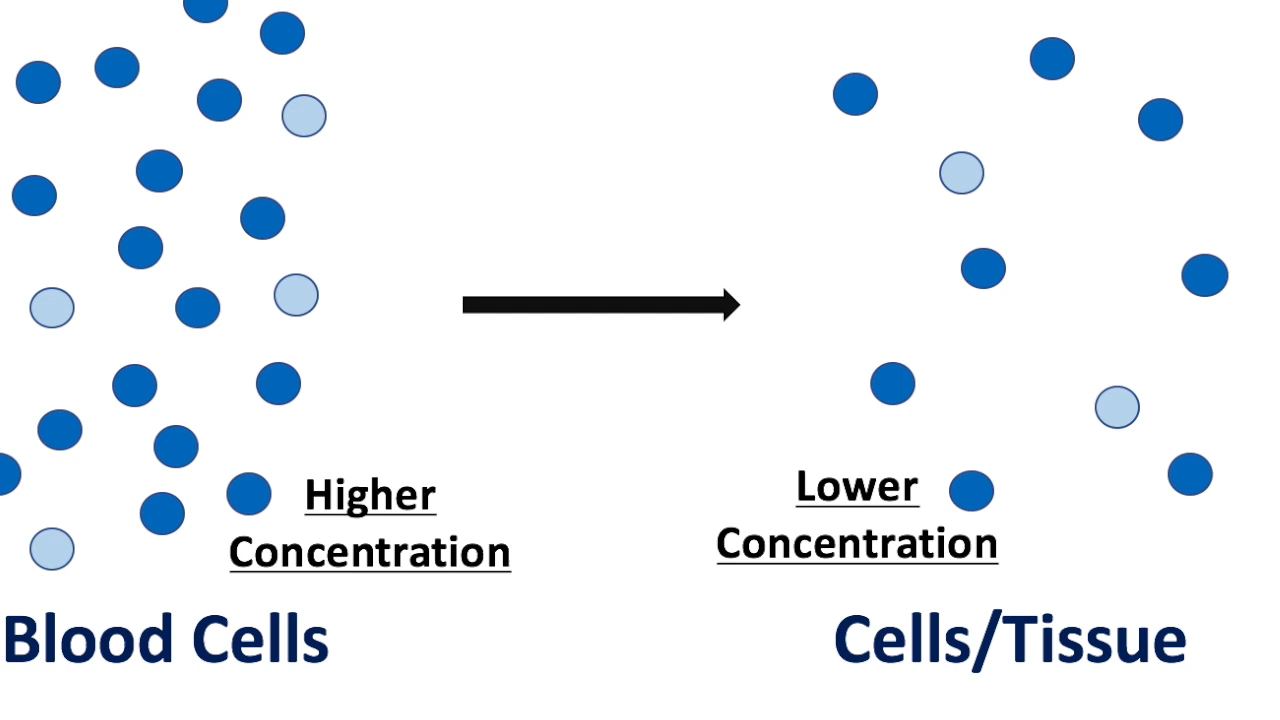 Higher
Concentration
Lower
Concentration
Blood Cells
Cells/Tissue